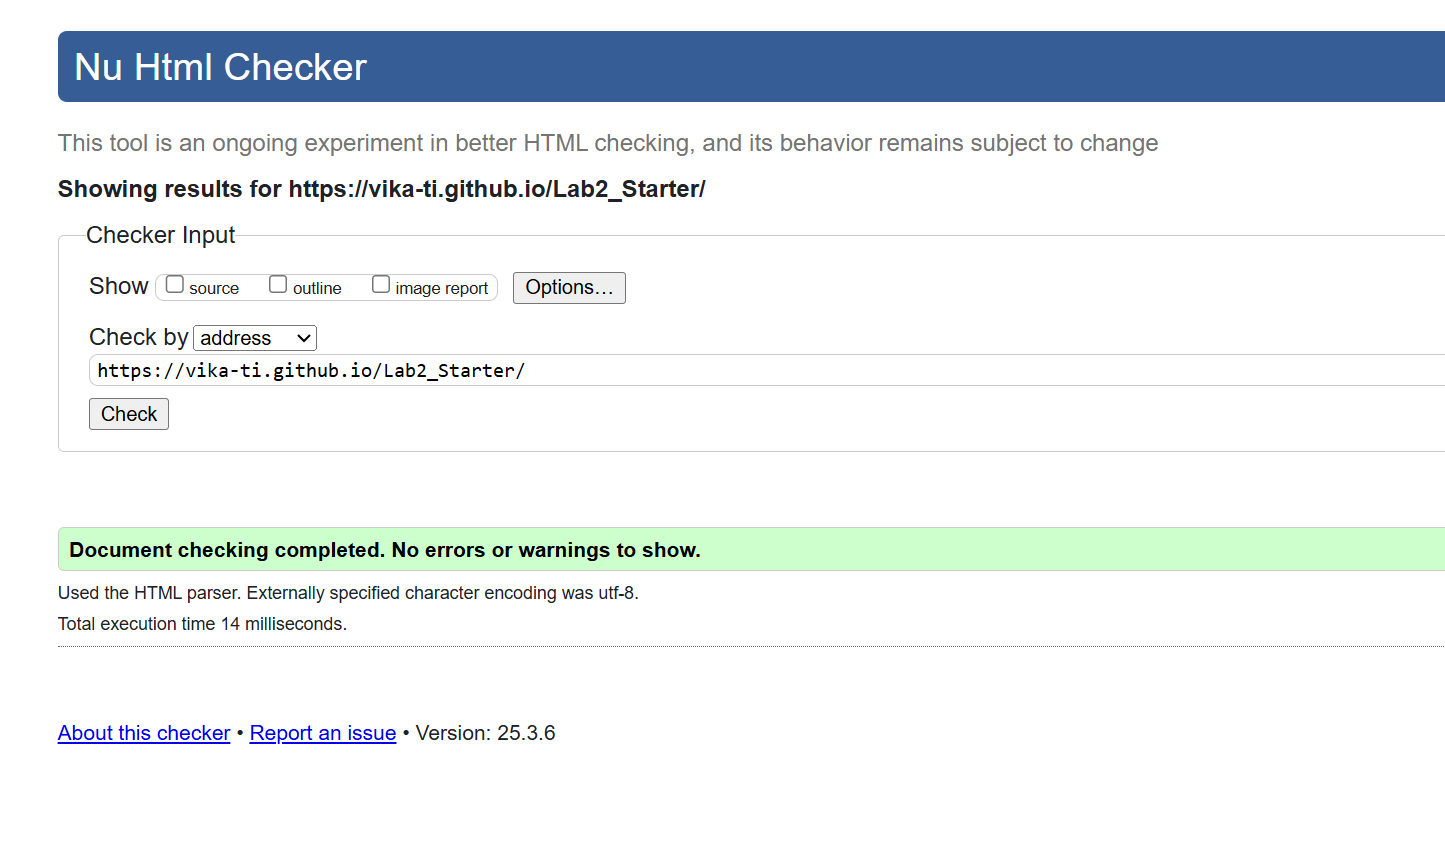 Nu Html Checker
This tool is an ongoing experiment in better HTML checking, and its behavior remains subject to change
Showing results for https://vika-ti.github.io/Lab2_Starter/
Checker Input
Show source outline image report Options...
Check by address
https://vika-ti.github.io/Lab2_Starter/
Check
Document checking completed. No errors or warnings to show.
Used the HTML parser. Externally specified character encoding was utf-8.
Total execution time 14 milliseconds.
About this checker • Report an issue • Version: 25.3.6